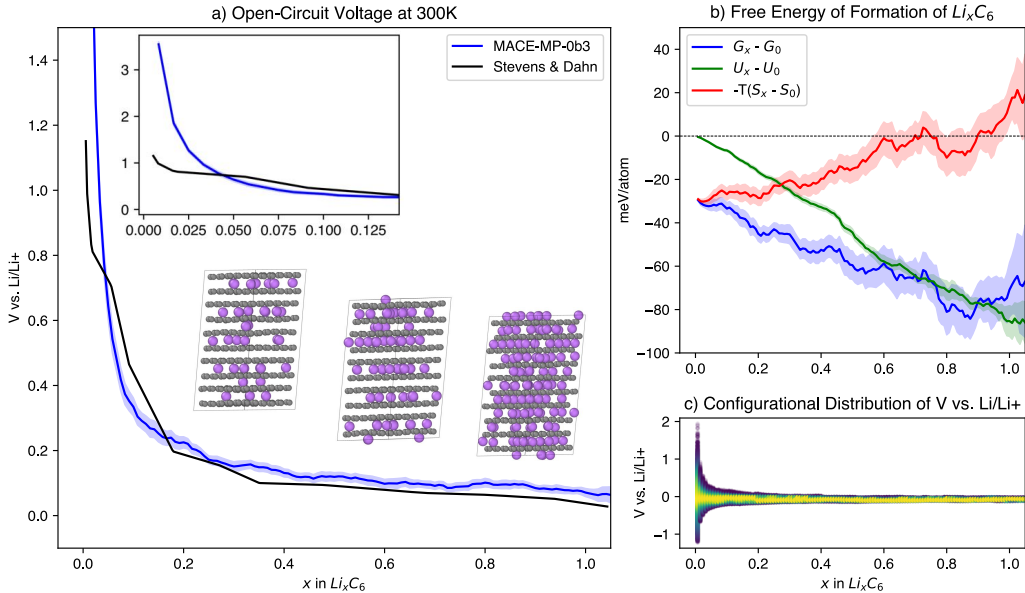 a) Open-Circuit Voltage at 300K
MACE-MP-0b3
Stevens & Dahn
V vs. Li/Li+
1.4
1.2
1.0
0.8
0.6
0.4
0.2
0.0
3
2
1
0
0.000 0.025 0.050 0.075 0.100 0.125
0.0 0.2 0.4 0.6 0.8 1.0
x in LiₓC₆
b) Free Energy of Formation of LiₓC₆
Gₓ - G₀
Uₓ - U₀
-T(Sₓ - S₀)
meV/atom
40
20
0
−20
−40
−60
−80
−100
0.0 0.2 0.4 0.6 0.8 1.0
c) Configurational Distribution of V vs. Li/Li+
V vs. Li/Li+
2
1
0
−1
0.0 0.2 0.4 0.6 0.8 1.0
x in LiₓC₆